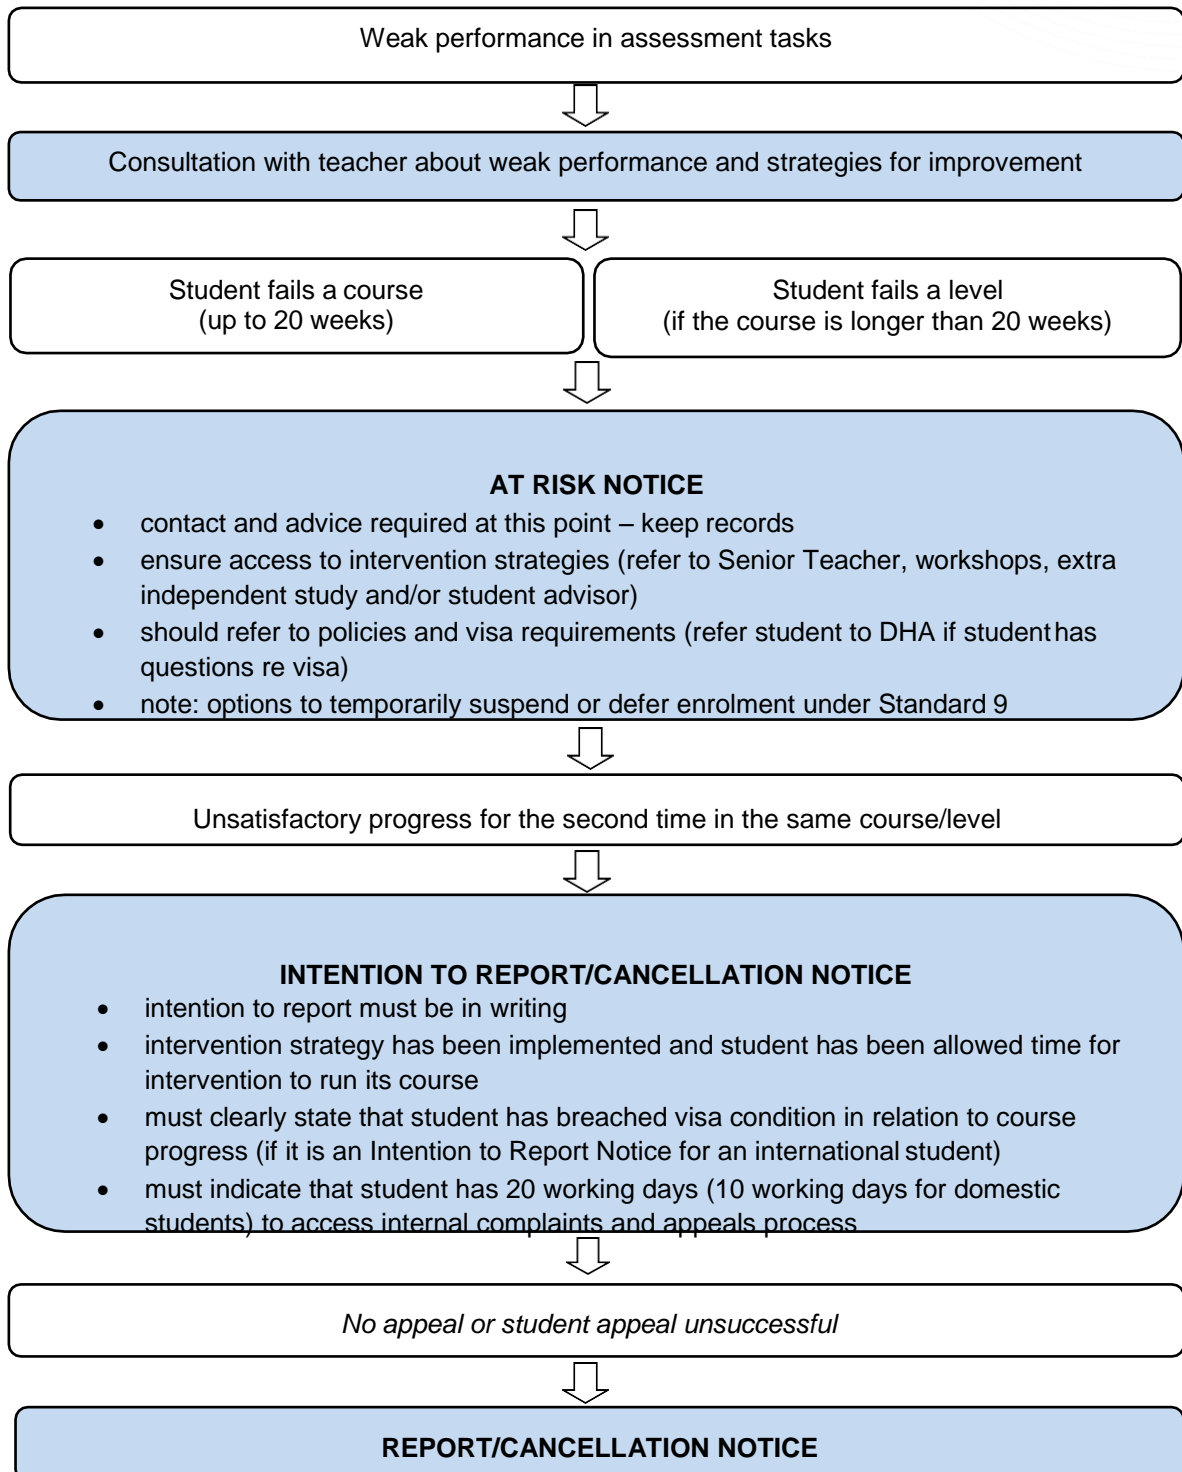 Weak performance in assessment tasks
Consultation with teacher about weak performance and strategies for improvement
Student fails a course
(up to 20 weeks)
Student fails a level
(if the course is longer than 20 weeks)
AT RISK NOTICE
• contact and advice required at this point – keep records
• ensure access to intervention strategies (refer to Senior Teacher, workshops, extra
independent study and/or student advisor)
• should refer to policies and visa requirements (refer student to DHA if student has
questions re visa)
• note: options to temporarily suspend or defer enrolment under Standard 9
Unsatisfactory progress for the second time in the same course/level
INTENTION TO REPORT/CANCELLATION NOTICE
• intention to report must be in writing
• intervention strategy has been implemented and student has been allowed time for
intervention to run its course
• must clearly state that student has breached visa condition in relation to course
progress (if it is an Intention to Report Notice for an international student)
• must indicate that student has 20 working days (10 working days for domestic
students) to access internal complaints and appeals process
No appeal or student appeal unsuccessful
REPORT/CANCELLATION NOTICE